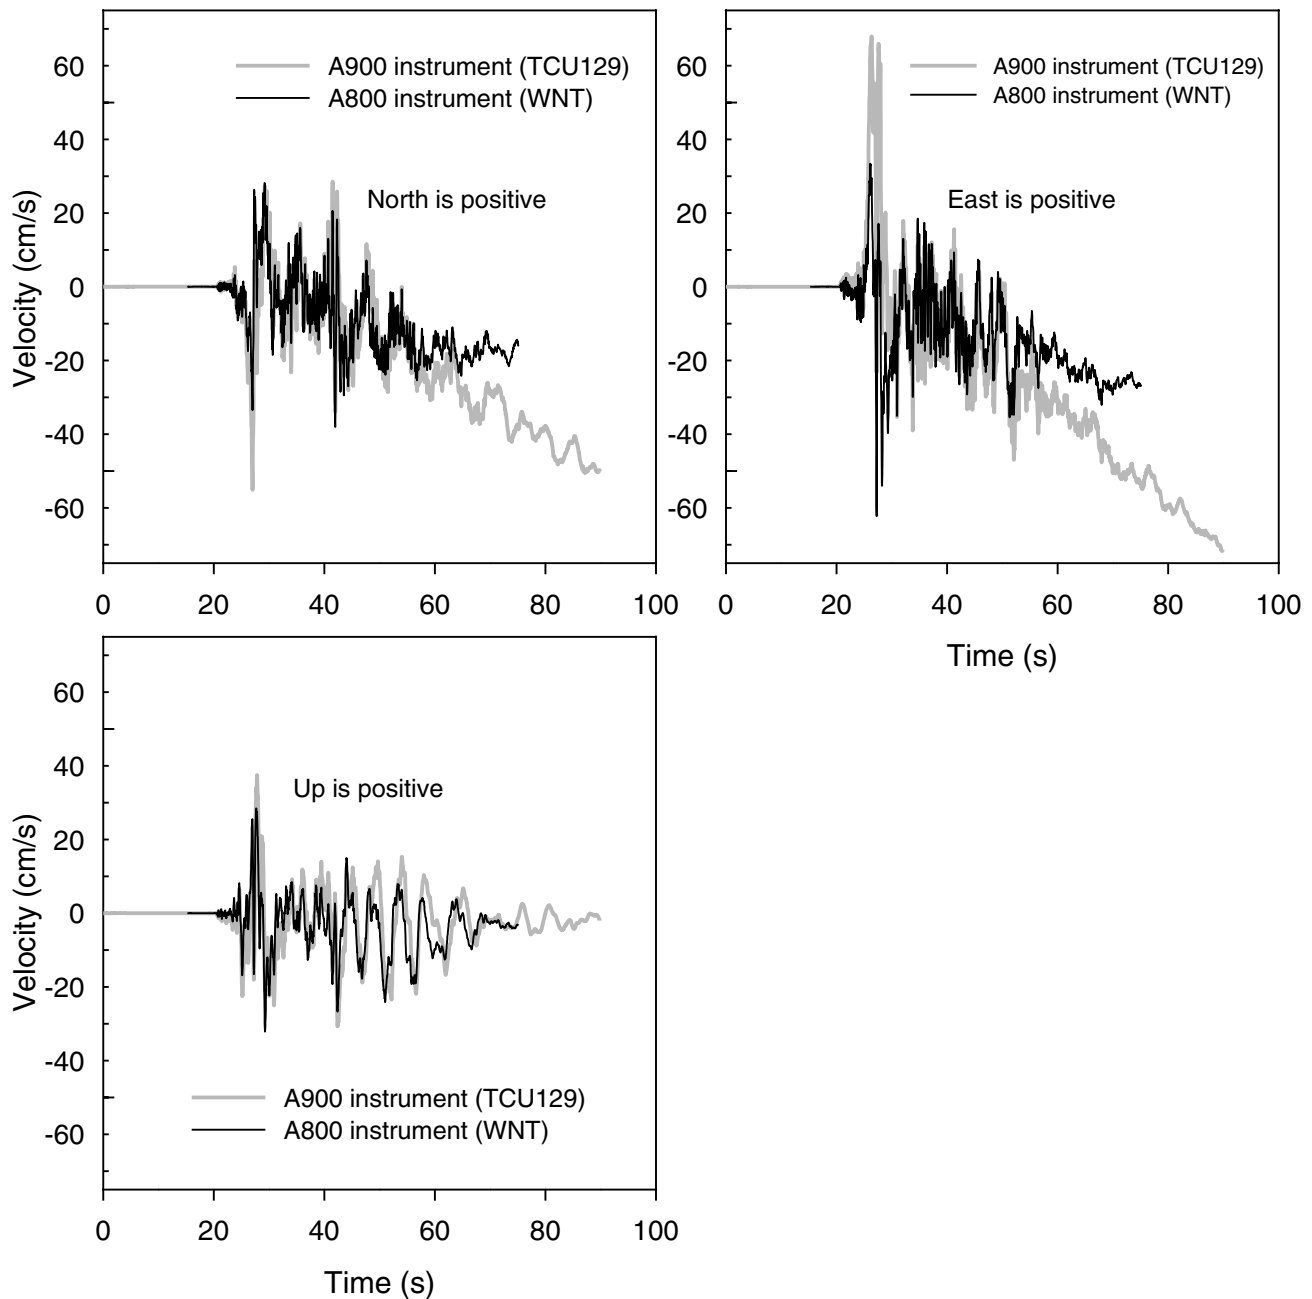 Velocity (cm/s)
60
40
20
0
-20
-40
-60
A900 instrument (TCU129)
A800 instrument (WNT)
North is positive
0 20 40 60 80 100
60
40
20
0
-20
-40
-60
A900 instrument (TCU129)
A800 instrument (WNT)
East is positive
0 20 40 60 80 100
Time (s)
Velocity (cm/s)
60
40
20
0
-20
-40
-60
Up is positive
A900 instrument (TCU129)
A800 instrument (WNT)
0 20 40 60 80 100
Time (s)